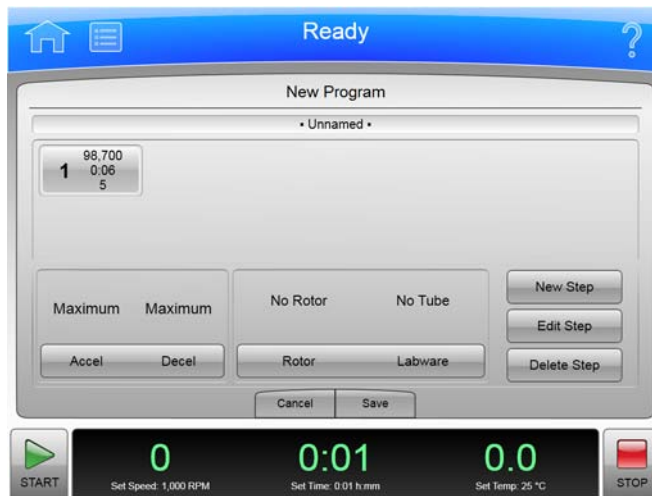 Ready
?
New Program
• Unnamed •
1
98,700
0:06
5
Maximum Maximum
No Rotor No Tube
New Step
Edit Step
Accel Decel
Rotor Labware
Delete Step
Cancel Save
START
0
Set Speed: 1,000 RPM
0:01
Set Time: 0:01 h:mm
0.0
Set Temp: 25 °C
STOP